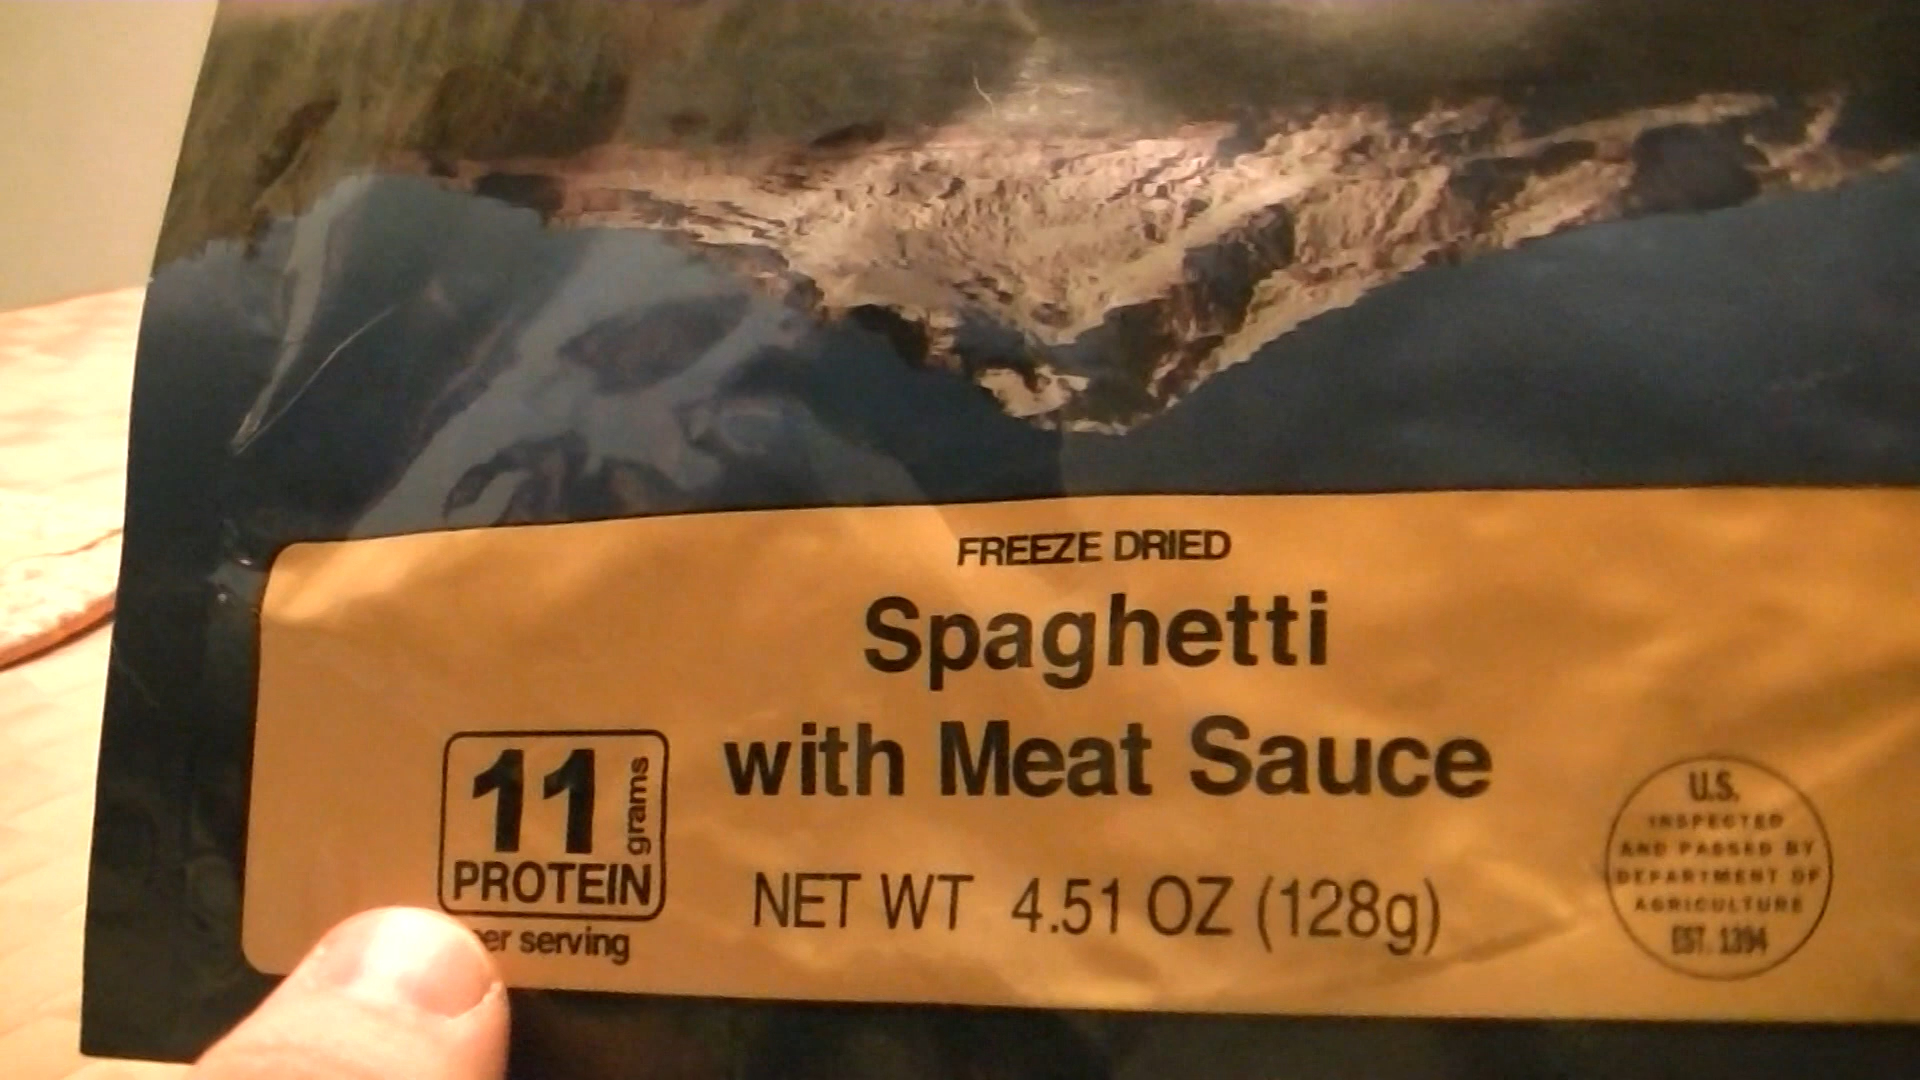 FREEZE DRIED
Spaghetti
with Meat Sauce
11 grams
PROTEIN
per serving
NET WT 4.51 OZ (128g)
U.S.
INSPECTED
AND PASSED BY
DEPARTMENT OF
AGRICULTURE
EST. 1394